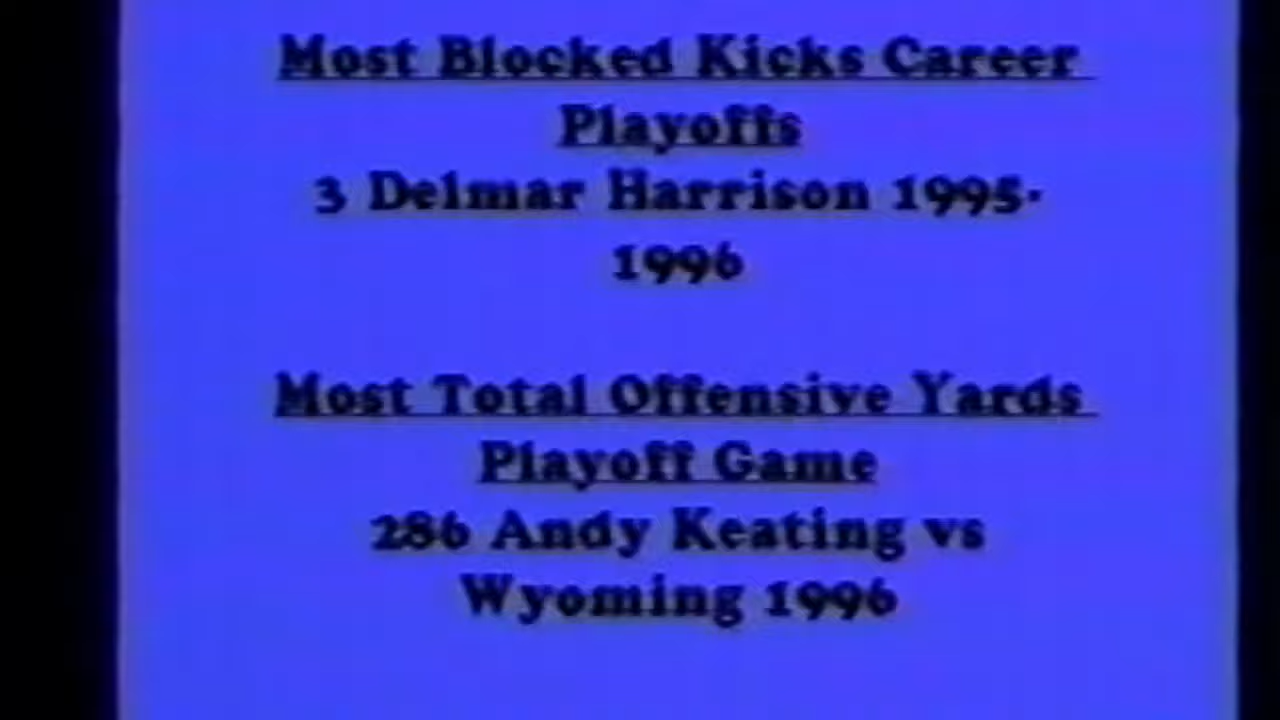 Most Blocked Kicks Career
Playoffs
3 Delmar Harrison 1995-
1996
Most Total Offensive Yards
Playoff Game
286 Andy Keating vs
Wyoming 1996